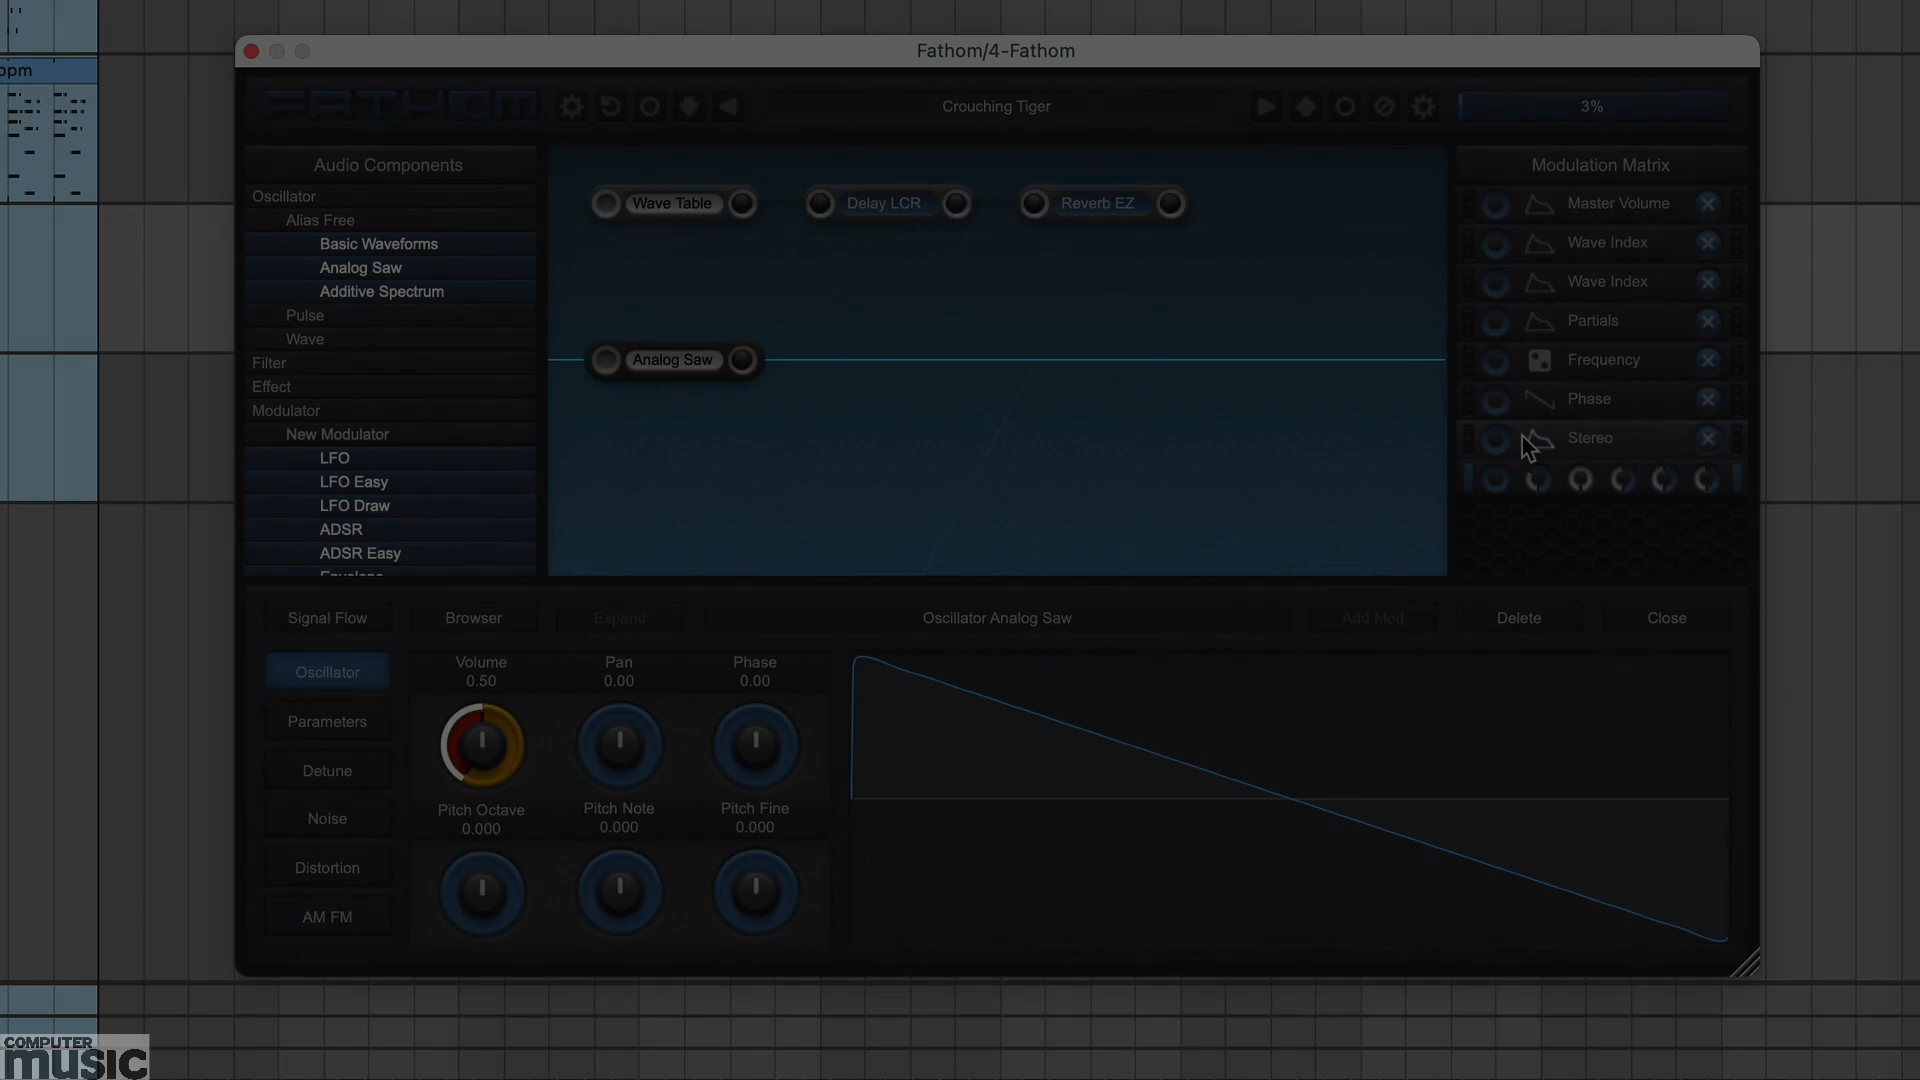 Fathom/4-Fathom
ppm
FATHOM
Crouching Tiger
3%
Audio Components
Oscillator
Alias Free
Basic Waveforms
Analog Saw
Additive Spectrum
Pulse
Wave
Filter
Effect
Modulator
New Modulator
LFO
LFO Easy
LFO Draw
ADSR
ADSR Easy
Envelope
Wave Table
Delay LCR
Reverb EZ
Analog Saw
Modulation Matrix
Master Volume
Wave Index
Wave Index
Partials
Frequency
Phase
Stereo
Signal Flow
Browser
Expand
Oscillator Analog Saw
Add Mod
Delete
Close
Oscillator
Parameters
Detune
Noise
Distortion
AM FM
Volume
0.50
Pan
0.00
Phase
0.00
Pitch Octave
0.000
Pitch Note
0.000
Pitch Fine
0.000
COMPUTER
music